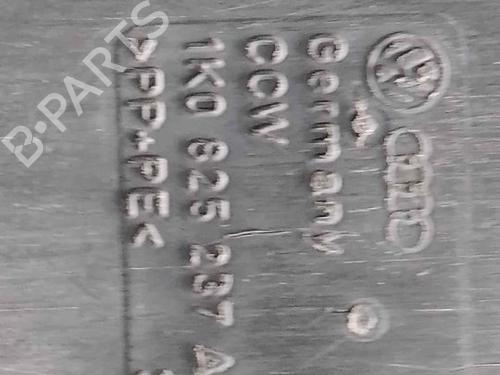 Germany
CCW
1K0 825 237 A
>PP+PE<
B-PARTS